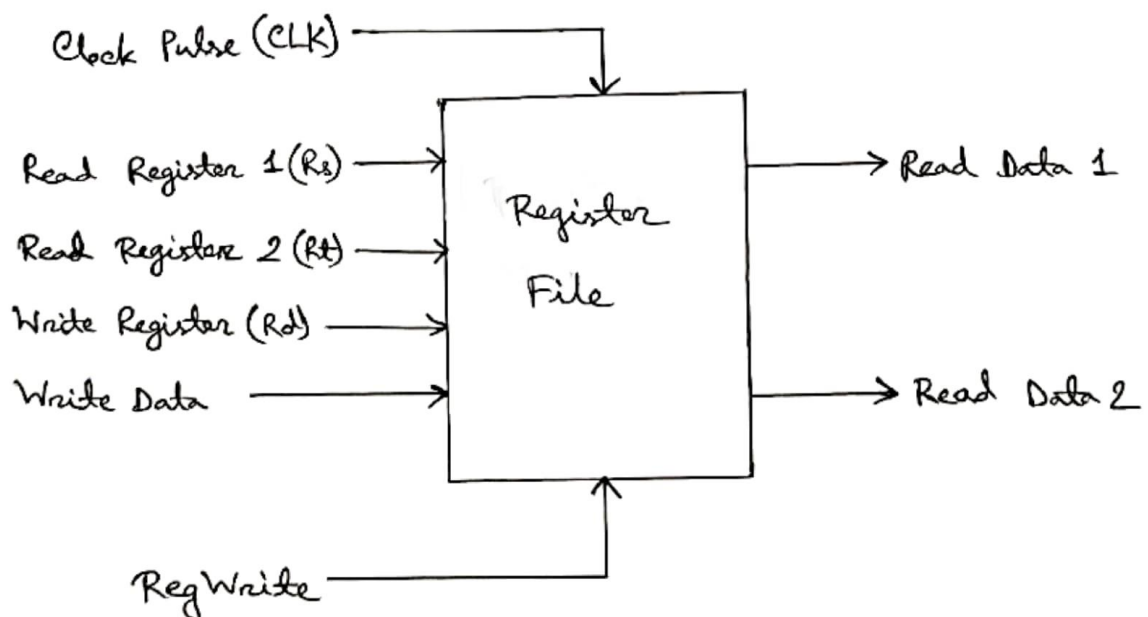 Clock Pulse (CLK)
Read Register 1 (Rs)
Read Data 1
Register
File
Read Register 2 (Rt)
Write Register (Rd)
Write Data
Read Data 2
RegWrite